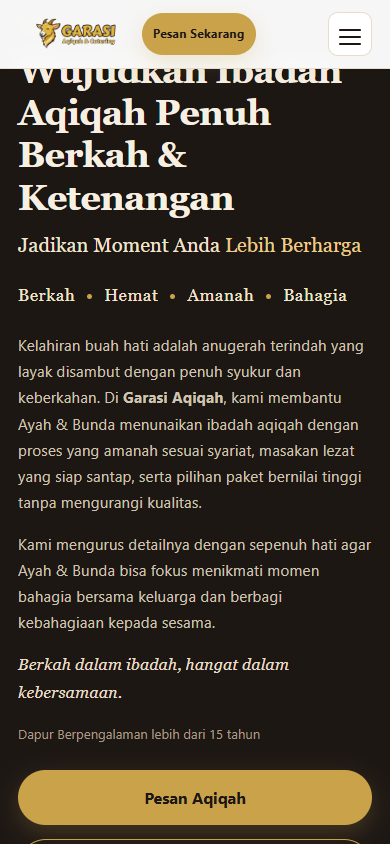 GARASI
Aqiqah & Catering
Pesan Sekarang
Wujudkan Ibadah
Aqiqah Penuh
Berkah &
Ketenangan
Jadikan Moment Anda Lebih Berharga
Berkah • Hemat • Amanah • Bahagia
Kelahiran buah hati adalah anugerah terindah yang
layak disambut dengan penuh syukur dan
keberkahan. Di Garasi Aqiqah, kami membantu
Ayah & Bunda menunaikan ibadah aqiqah dengan
proses yang amanah sesuai syariat, masakan lezat
yang siap santap, serta pilihan paket bernilai tinggi
tanpa mengurangi kualitas.
Kami mengurus detailnya dengan sepenuh hati agar
Ayah & Bunda bisa fokus menikmati momen
bahagia bersama keluarga dan berbagi
kebahagiaan kepada sesama.
Berkah dalam ibadah, hangat dalam
kebersamaan.
Dapur Berpengalaman lebih dari 15 tahun
Pesan Aqiqah